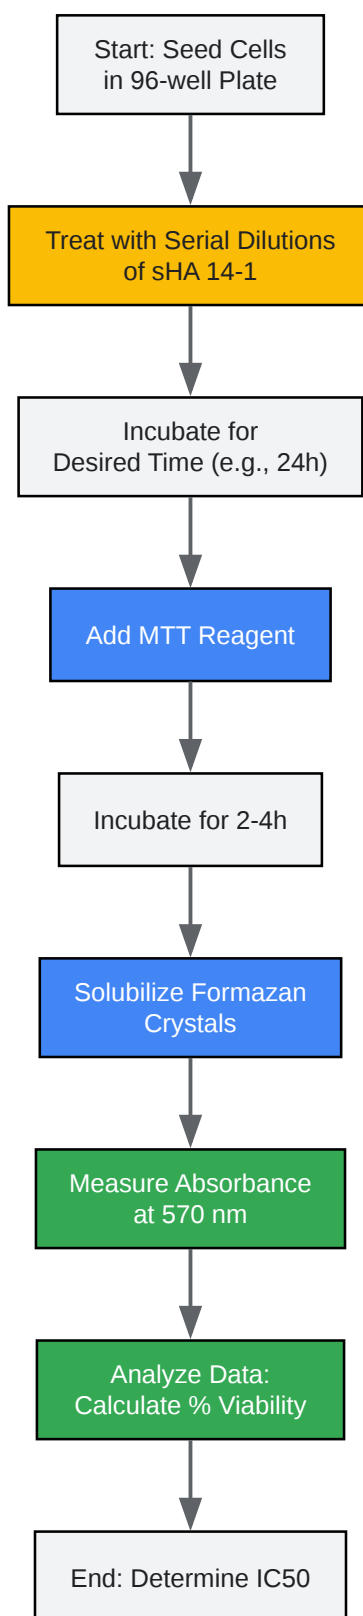 Start: Seed Cells
in 96-well Plate
Treat with Serial Dilutions
of sHA 14-1
Incubate for
Desired Time (e.g., 24h)
Add MTT Reagent
Incubate for 2-4h
Solubilize Formazan
Crystals
Measure Absorbance
at 570 nm
Analyze Data:
Calculate % Viability
End: Determine IC50